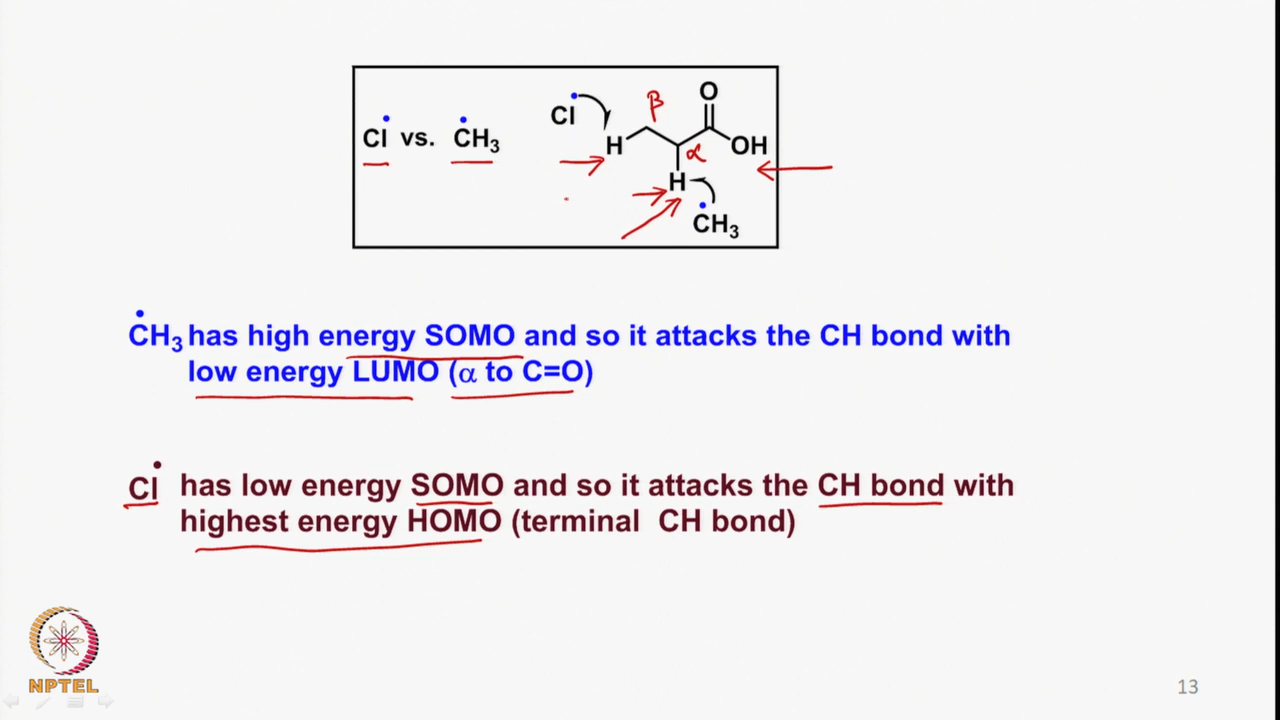 Cl• vs. •CH₃
Cl•
β
O
H
α
OH
H
•CH₃
•CH₃ has high energy SOMO and so it attacks the CH bond with
low energy LUMO (α to C=O)
Cl• has low energy SOMO and so it attacks the CH bond with
highest energy HOMO (terminal CH bond)
NPTEL
13